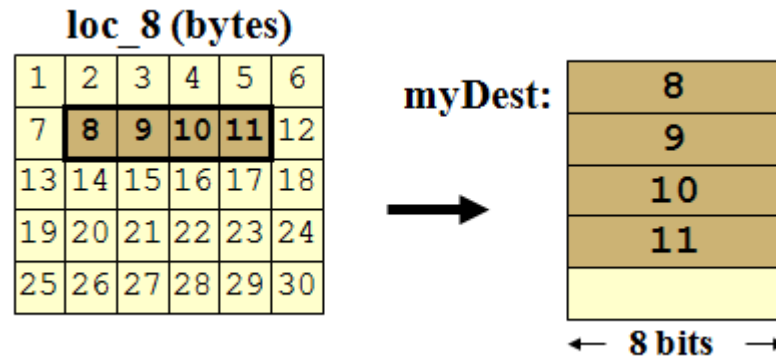 loc_8 (bytes)
1 2 3 4 5 6
7 8 9 10 11 12
13 14 15 16 17 18
19 20 21 22 23 24
25 26 27 28 29 30
myDest:
8
9
10
11
8 bits